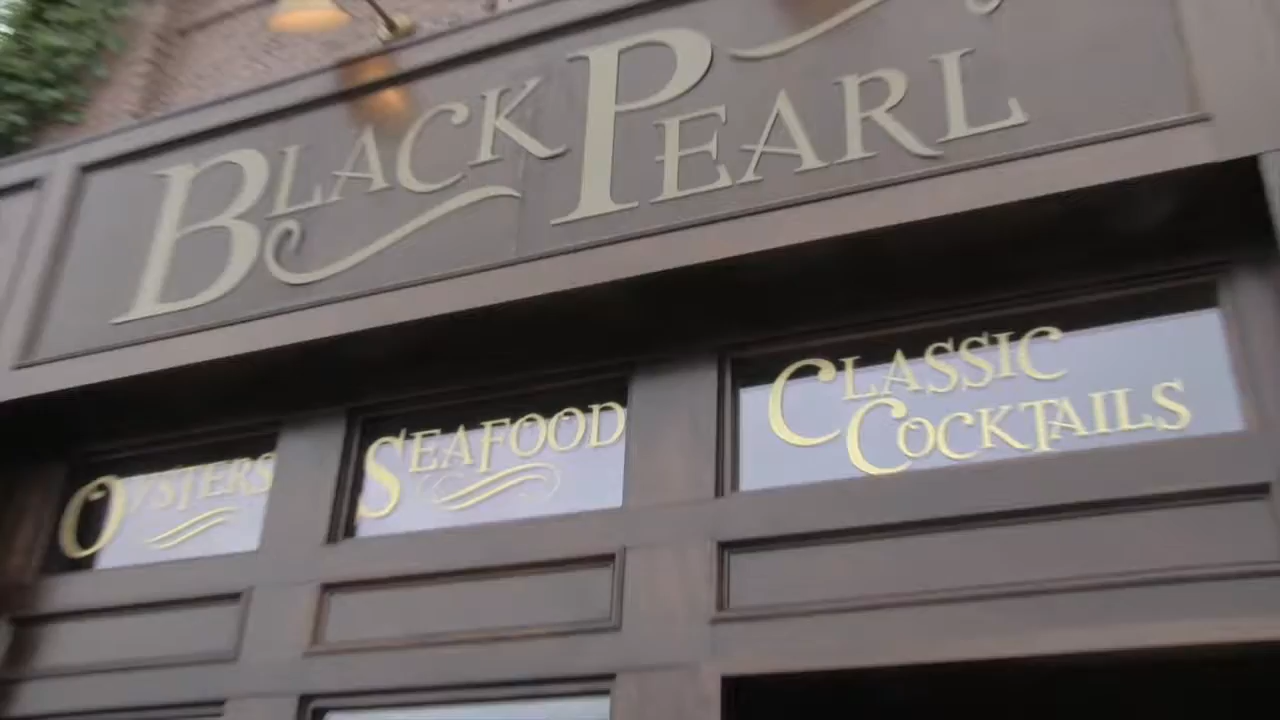 BLACK PEARL
OYSTERS
SEAFOOD
CLASSIC
COCKTAILS